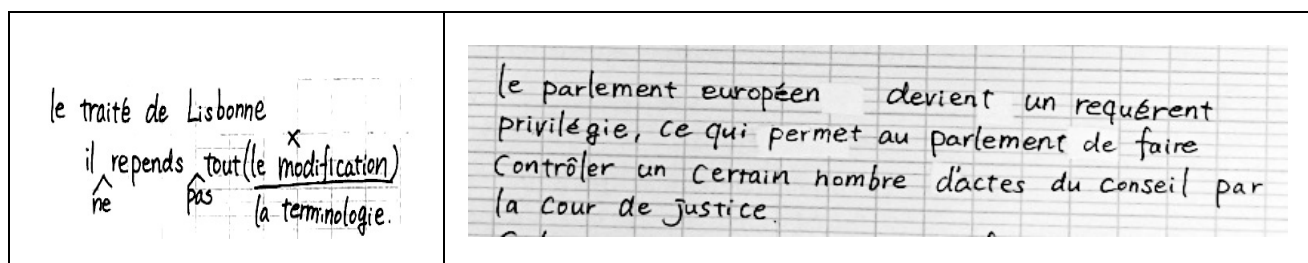 le traité de Lisbonne
x
il repends tout (le modification)
ne pas la terminologie.
le parlement européen devient un requérent
privilégie, ce qui permet au parlement de faire
contrôler un certain nombre d'actes du conseil par
la cour de justice.